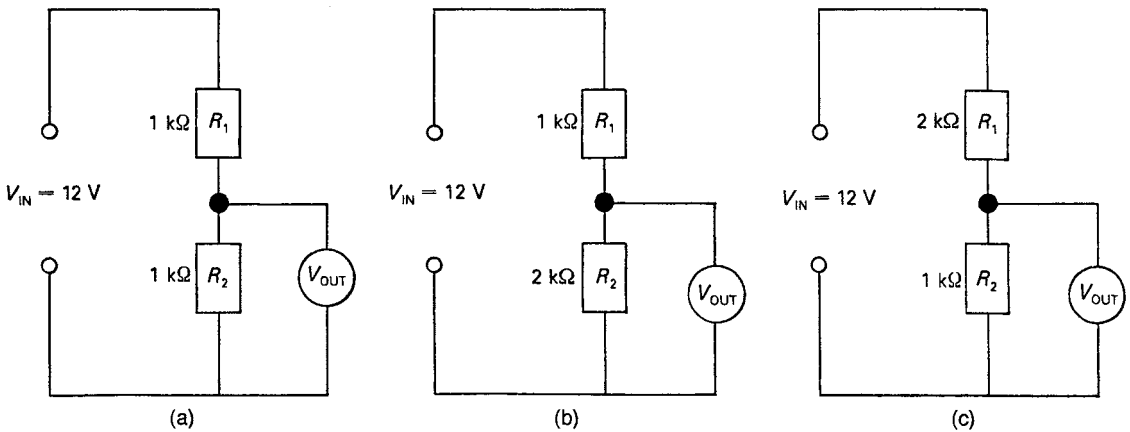 1 kΩ R₁
V_IN = 12 V
1 kΩ R₂
V_OUT
(a)
1 kΩ R₁
V_IN = 12 V
2 kΩ R₂
V_OUT
(b)
2 kΩ R₁
V_IN = 12 V
1 kΩ R₂
V_OUT
(c)